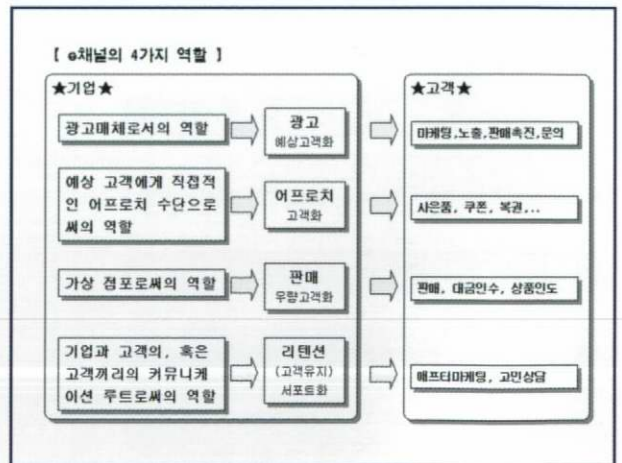 [ e채널의 4가지 역할 ]
★기업★
★고객★
광고매체로서의 역할
광고
예상고객화
마케팅,노출,판매촉진,문의
예상 고객에게 직접적
인 어프로치 수단으로
써의 역할
어프로치
고객화
사은품, 쿠폰, 복권,...
가상 점포로써의 역할
판매
우량고객화
판매, 대금인수, 상품인도
기업과 고객의, 혹은
고객끼리의 커뮤니케
이션 루트로써의 역할
리텐션
(고객유지)
서포트화
애프터마케팅, 고민상담